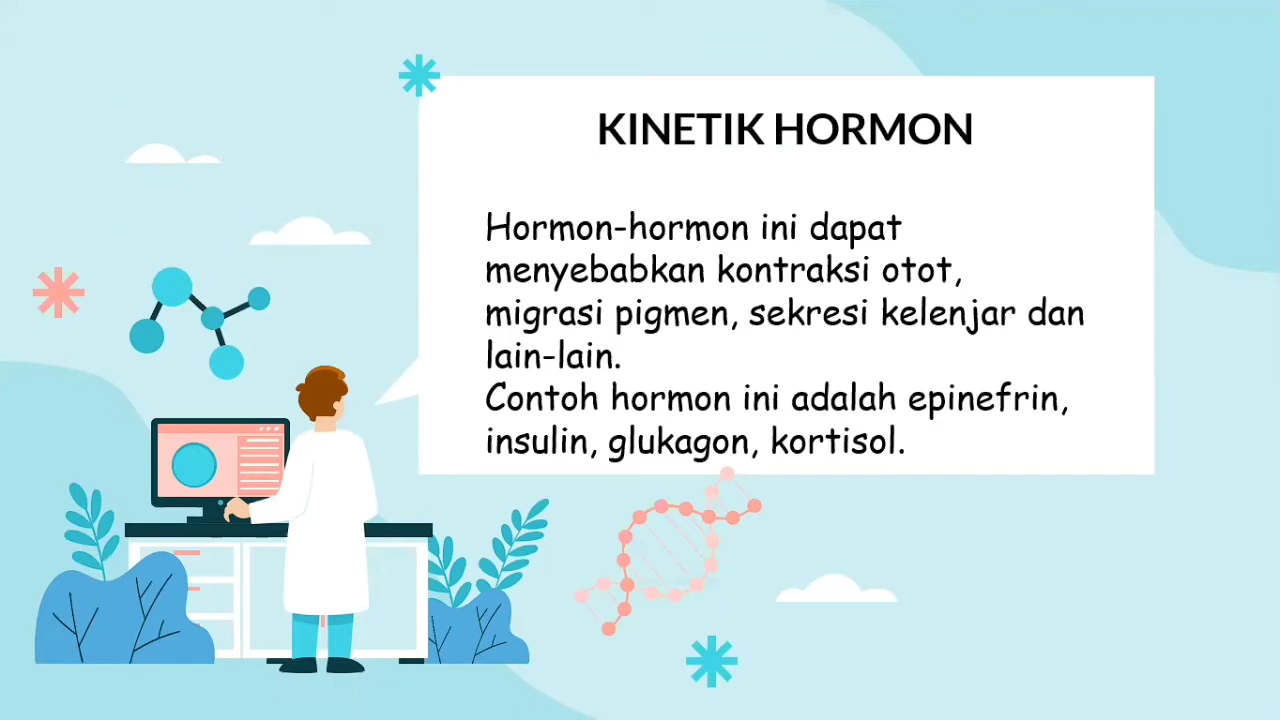 KINETIK HORMON
Hormon-hormon ini dapat
menyebabkan kontraksi otot,
migrasi pigmen, sekresi kelenjar dan
lain-lain.
Contoh hormon ini adalah epinefrin,
insulin, glukagon, kortisol.